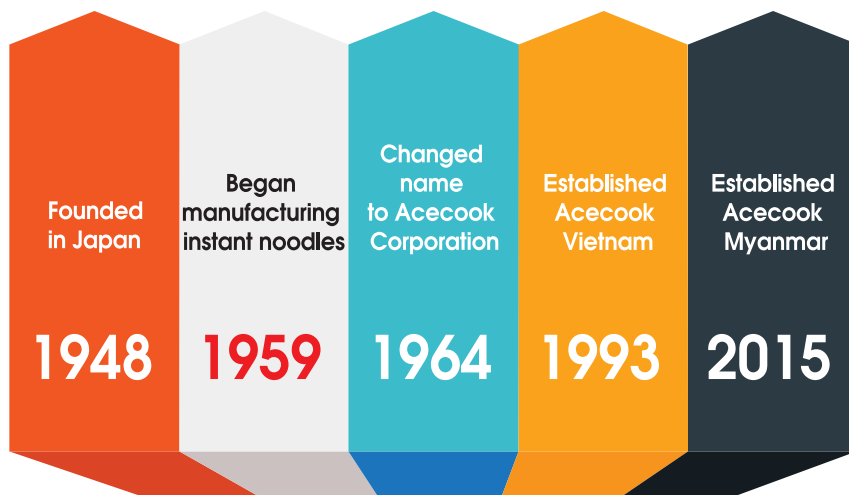 Founded
in Japan
1948
Began
manufacturing
instant noodles
1959
Changed
name
to Acecook
Corporation
1964
Established
Acecook
Vietnam
1993
Established
Acecook
Myanmar
2015